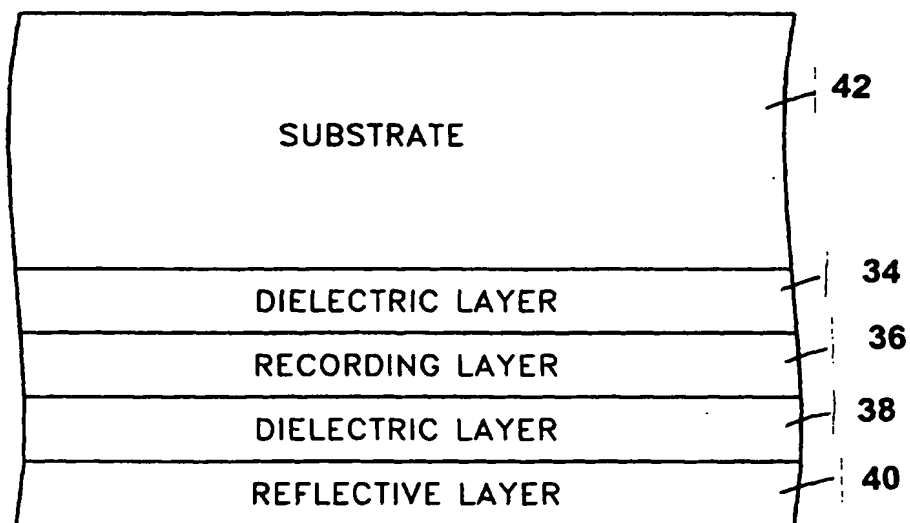 42
SUBSTRATE
34
DIELECTRIC LAYER
36
RECORDING LAYER
38
DIELECTRIC LAYER
40
REFLECTIVE LAYER